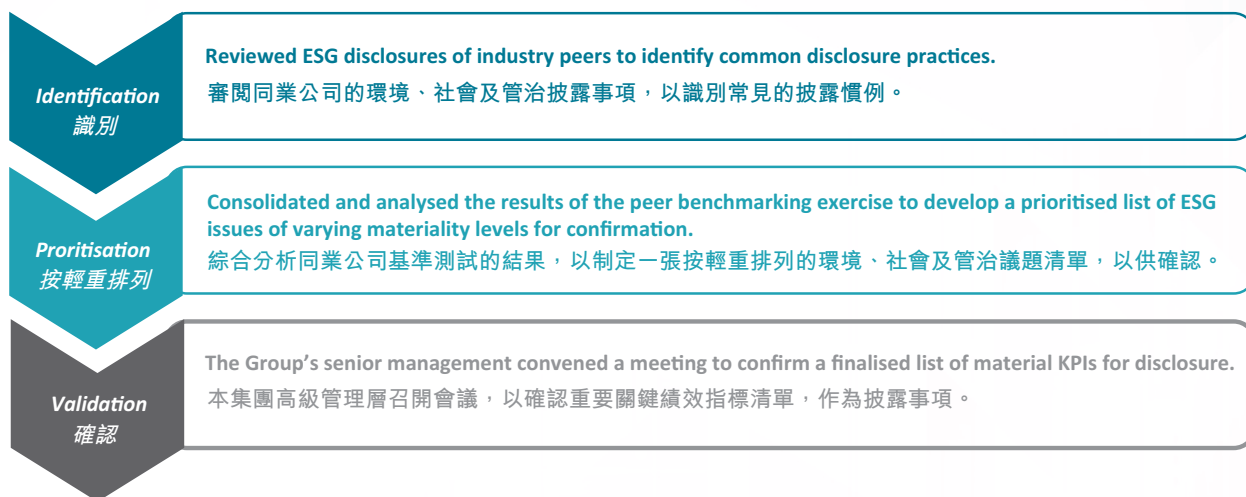 Identification
識別
Reviewed ESG disclosures of industry peers to identify common disclosure practices.
審閱同業公司的環境、社會及管治披露事項，以識別常見的披露慣例。
Proritisation
按輕重排列
Consolidated and analysed the results of the peer benchmarking exercise to develop a prioritised list of ESG
issues of varying materiality levels for confirmation.
綜合分析同業公司基準測試的結果，以制定一張按輕重排列的環境、社會及管治議題清單，以供確認。
Validation
確認
The Group’s senior management convened a meeting to confirm a finalised list of material KPIs for disclosure.
本集團高級管理層召開會議，以確認重要關鍵績效指標清單，作為披露事項。